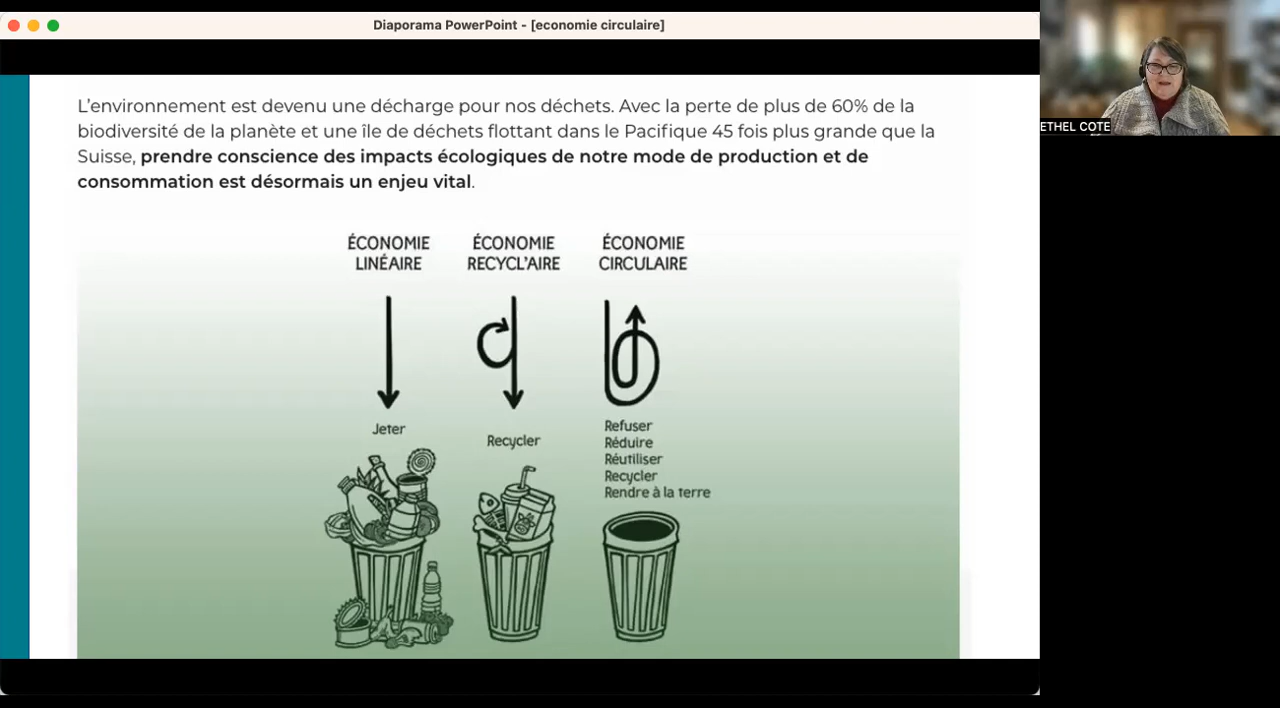 Diaporama PowerPoint - [economie circulaire]
L'environnement est devenu une décharge pour nos déchets. Avec la perte de plus de 60% de la
biodiversité de la planète et une île de déchets flottant dans le Pacifique 45 fois plus grande que la
Suisse, prendre conscience des impacts écologiques de notre mode de production et de
consommation est désormais un enjeu vital.
ÉCONOMIE
LINÉAIRE
Jeter
ÉCONOMIE
RECYCL'AIRE
Recycler
ÉCONOMIE
CIRCULAIRE
Refuser
Réduire
Réutiliser
Recycler
Rendre à la terre
ETHEL COTE